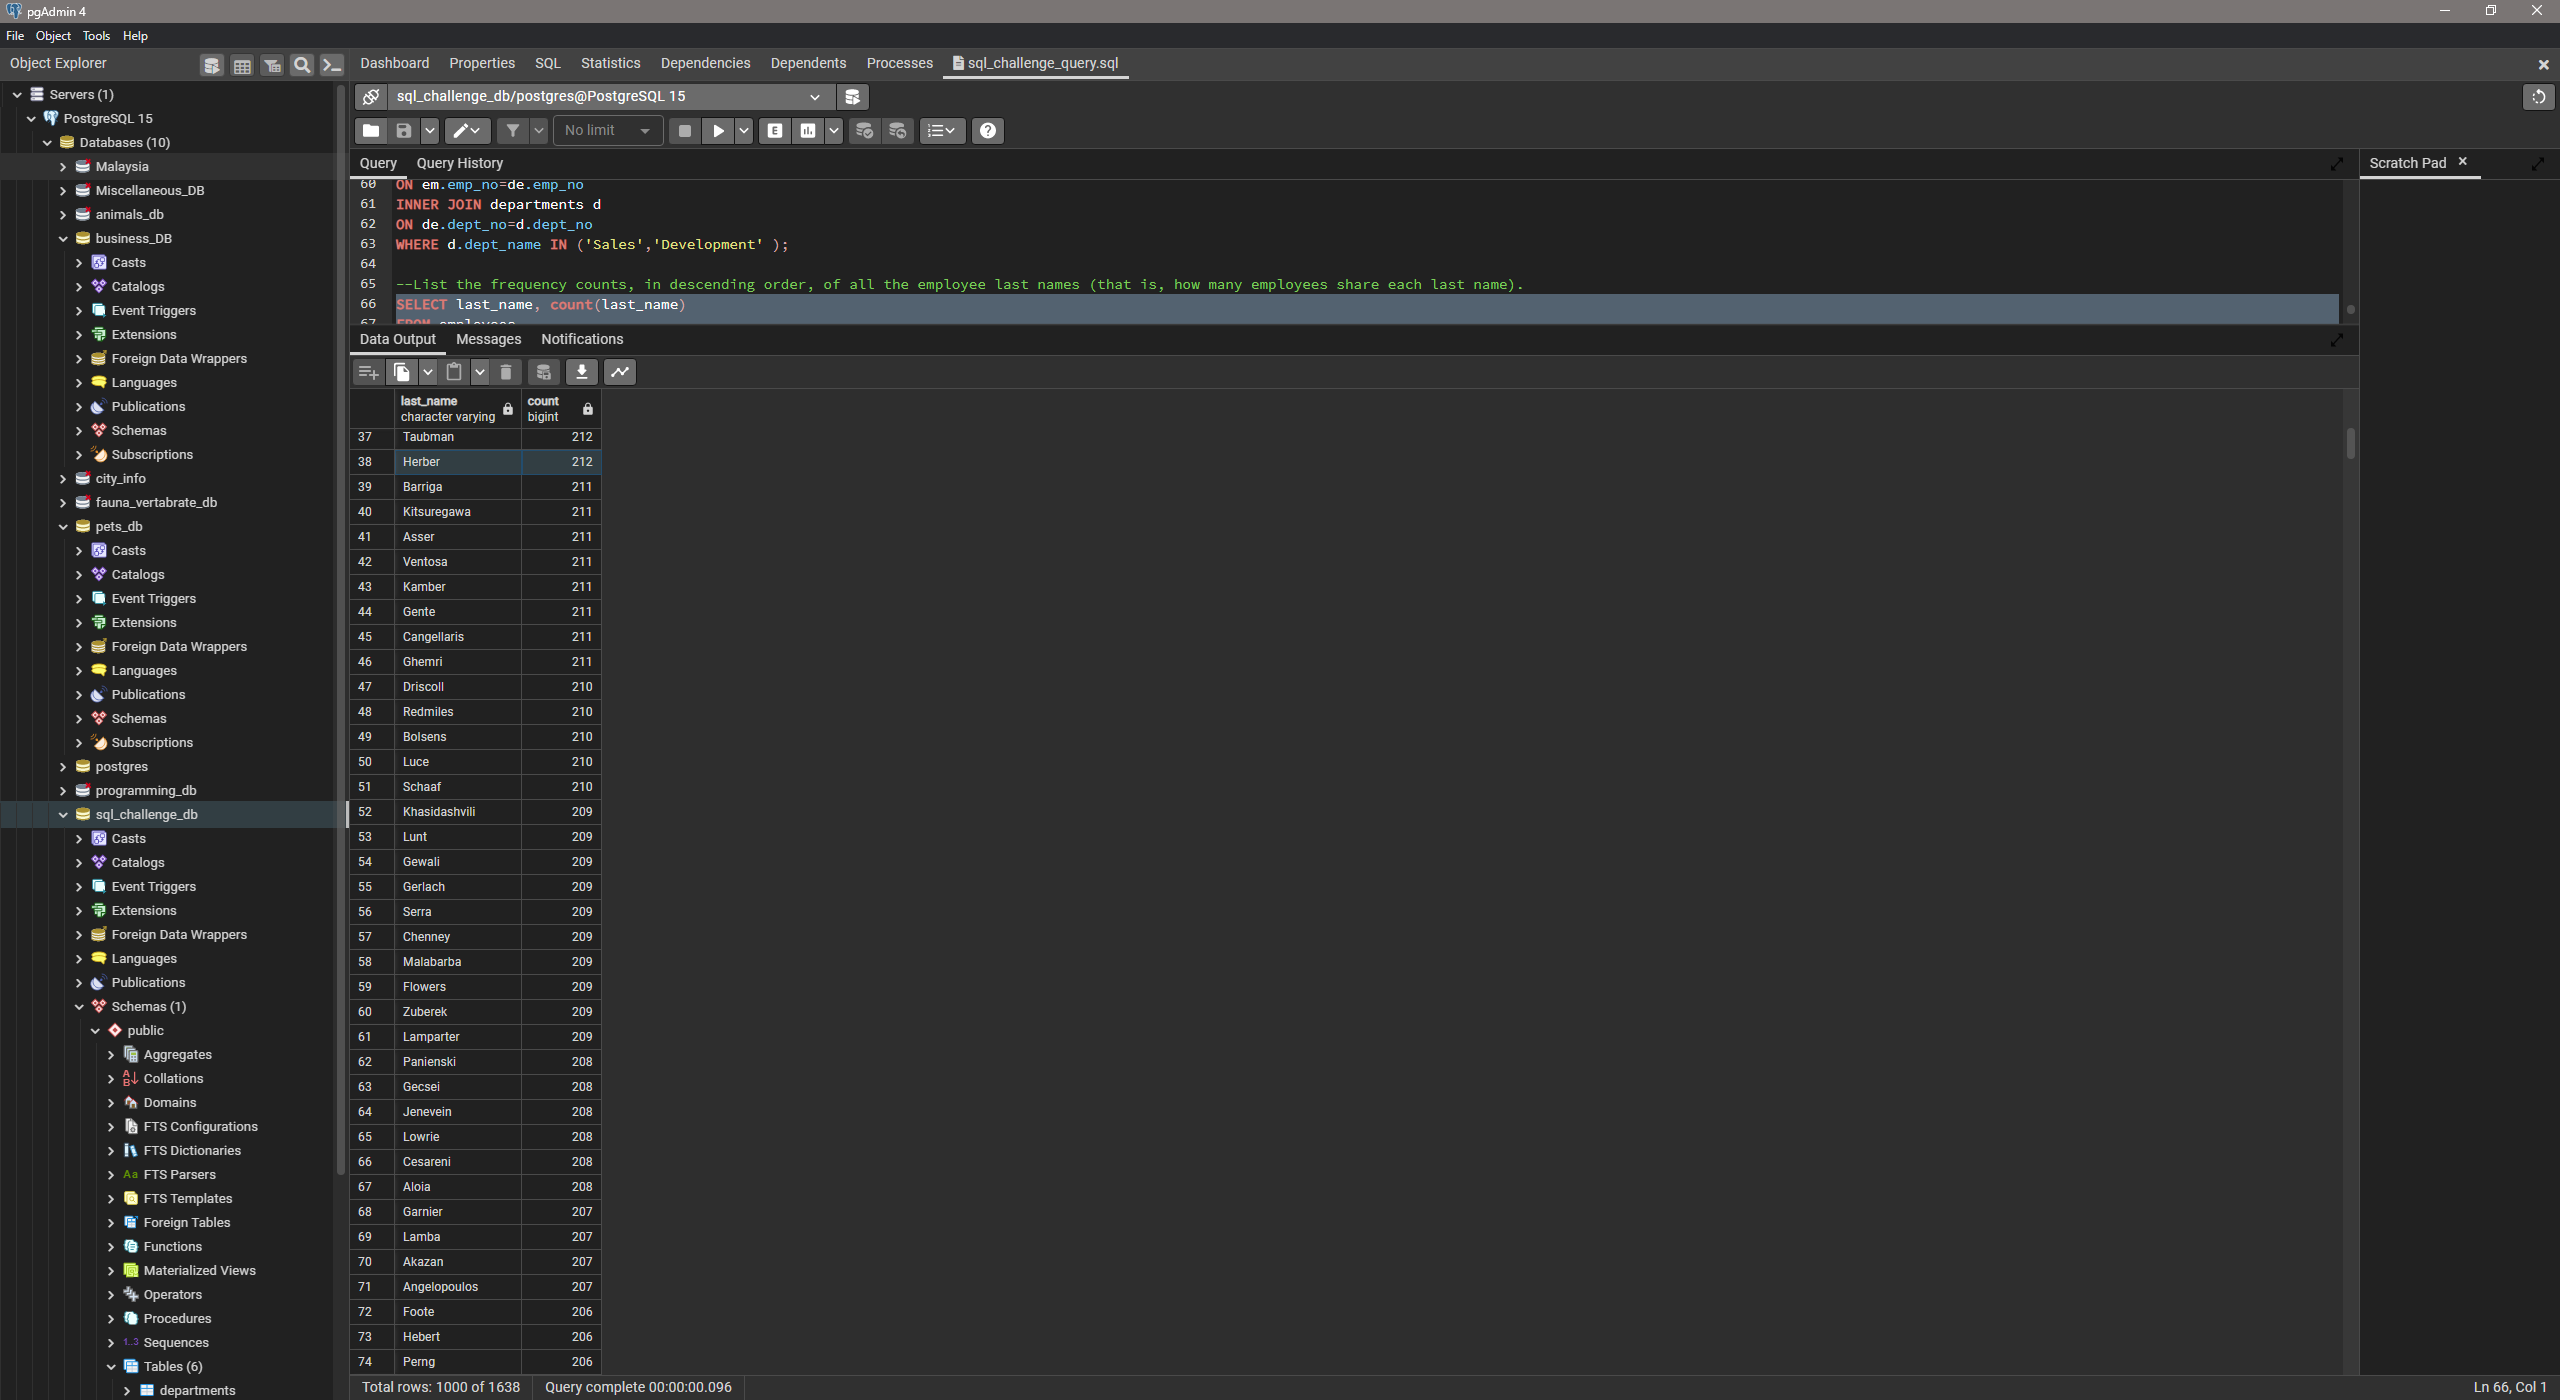 pgAdmin 4
File Object Tools Help
Object Explorer
Dashboard Properties SQL Statistics Dependencies Dependents Processes sql_challenge_query.sql
Servers (1)
PostgreSQL 15
Databases (10)
Malaysia
Miscellaneous_DB
animals_db
business_DB
Casts
Catalogs
Event Triggers
Extensions
Foreign Data Wrappers
Languages
Publications
Schemas
Subscriptions
city_info
fauna_vertabrate_db
pets_db
Casts
Catalogs
Event Triggers
Extensions
Foreign Data Wrappers
Languages
Publications
Schemas
Subscriptions
postgres
programming_db
sql_challenge_db
Casts
Catalogs
Event Triggers
Extensions
Foreign Data Wrappers
Languages
Publications
Schemas (1)
public
Aggregates
Collations
Domains
FTS Configurations
FTS Dictionaries
Aa FTS Parsers
FTS Templates
Foreign Tables
Functions
Materialized Views
Operators
Procedures
1..3 Sequences
Tables (6)
departments
sql_challenge_db/postgres@PostgreSQL 15
No limit
E
Query Query History
Scratch Pad
60 ON em.emp_no=de.emp_no
61 INNER JOIN departments d
62 ON de.dept_no=d.dept_no
63 WHERE d.dept_name IN ('Sales','Development' );
64
65 --List the frequency counts, in descending order, of all the employee last names (that is, how many employees share each last name).
66 SELECT last_name, count(last_name)
67 FROM employees
Data Output Messages Notifications
last_name count
character varying bigint
37 Taubman 212
38 Herber 212
39 Barriga 211
40 Kitsuregawa 211
41 Asser 211
42 Ventosa 211
43 Kamber 211
44 Gente 211
45 Cangellaris 211
46 Ghemri 211
47 Driscoll 210
48 Redmiles 210
49 Bolsens 210
50 Luce 210
51 Schaaf 210
52 Khasidashvili 209
53 Lunt 209
54 Gewali 209
55 Gerlach 209
56 Serra 209
57 Chenney 209
58 Malabarba 209
59 Flowers 209
60 Zuberek 209
61 Lamparter 209
62 Panienski 208
63 Gecsei 208
64 Jenevein 208
65 Lowrie 208
66 Cesareni 208
67 Aloia 208
68 Garnier 207
69 Lamba 207
70 Akazan 207
71 Angelopoulos 207
72 Foote 206
73 Hebert 206
74 Perng 206
Total rows: 1000 of 1638 Query complete 00:00:00.096
Ln 66, Col 1